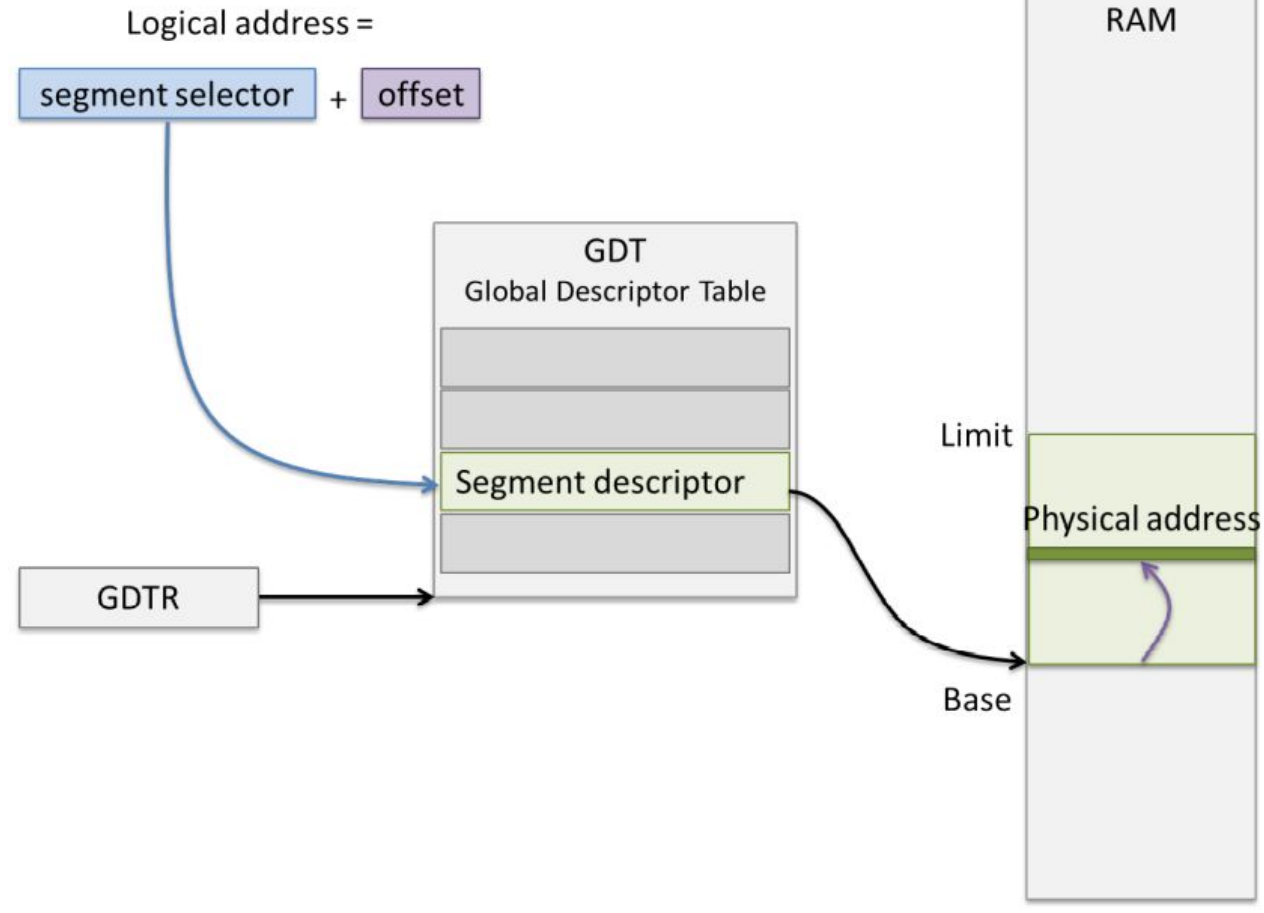 Logical address =
RAM
segment selector + offset
GDT
Global Descriptor Table
Limit
Segment descriptor
Physical address
GDTR
Base